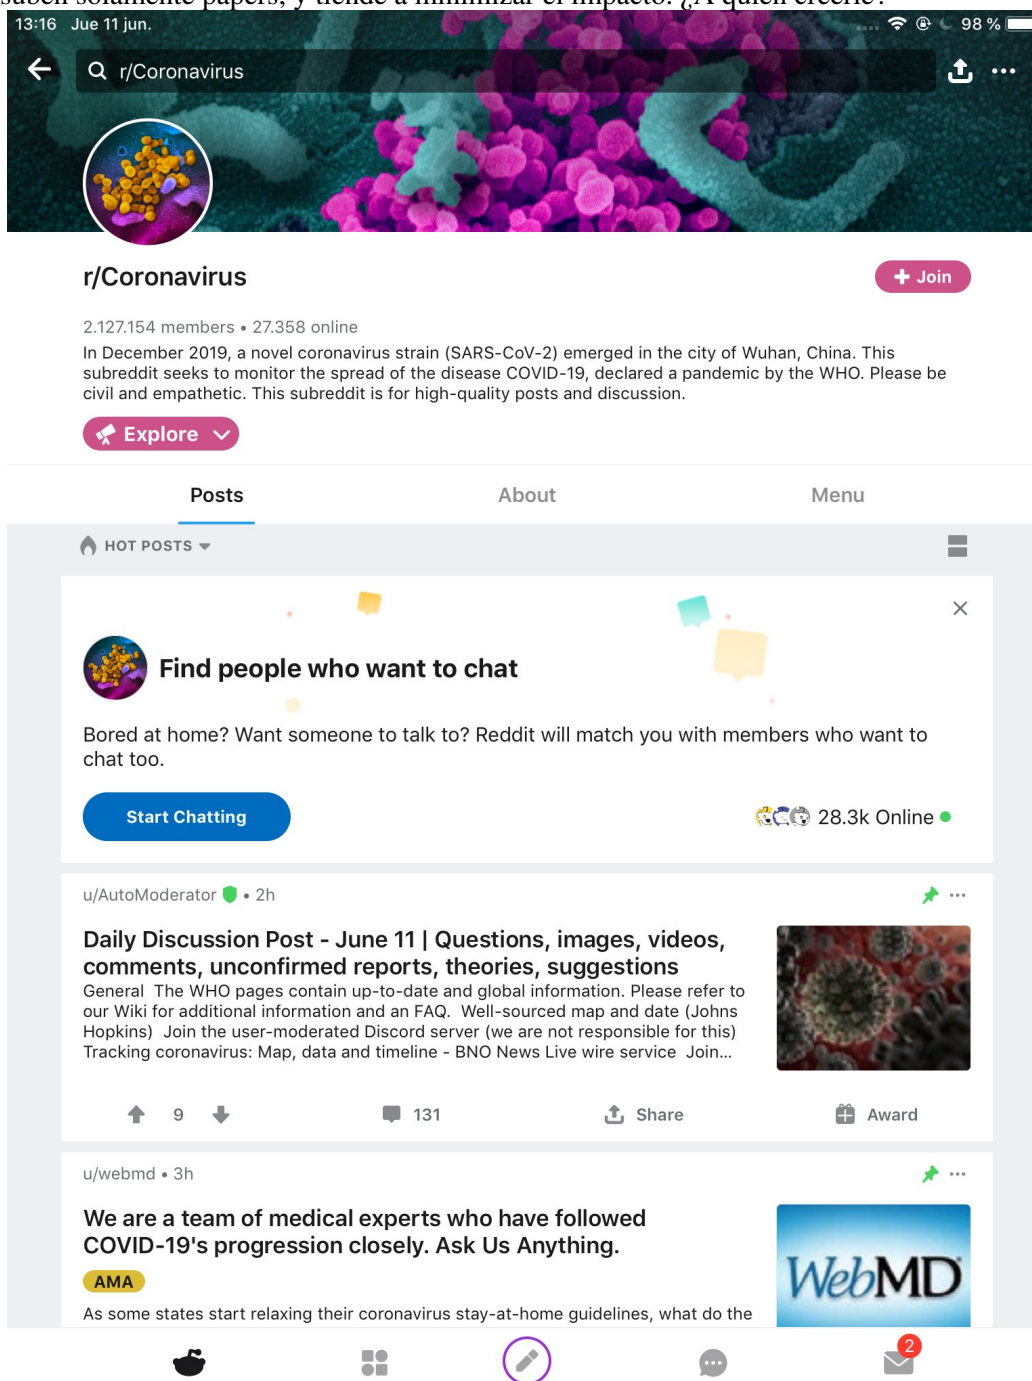 suben solamente papers, y tiende a minimizar el impacto. ¿A quién creerle?
13:16 Jue 11 jun. 98 %
r/Coronavirus
r/Coronavirus
Join
2.127.154 members • 27.358 online
In December 2019, a novel coronavirus strain (SARS-CoV-2) emerged in the city of Wuhan, China. This
subreddit seeks to monitor the spread of the disease COVID-19, declared a pandemic by the WHO. Please be
civil and empathetic. This subreddit is for high-quality posts and discussion.
Explore
Posts About Menu
HOT POSTS
Find people who want to chat
Bored at home? Want someone to talk to? Reddit will match you with members who want to
chat too.
Start Chatting 28.3k Online
u/AutoModerator • 2h
Daily Discussion Post - June 11 | Questions, images, videos,
comments, unconfirmed reports, theories, suggestions
General The WHO pages contain up-to-date and global information. Please refer to
our Wiki for additional information and an FAQ. Well-sourced map and date (Johns
Hopkins) Join the user-moderated Discord server (we are not responsible for this)
Tracking coronavirus: Map, data and timeline - BNO News Live wire service Join...
9 131 Share Award
u/webmd • 3h
We are a team of medical experts who have followed
COVID-19's progression closely. Ask Us Anything.
AMA
WebMD
As some states start relaxing their coronavirus stay-at-home guidelines, what do the
2